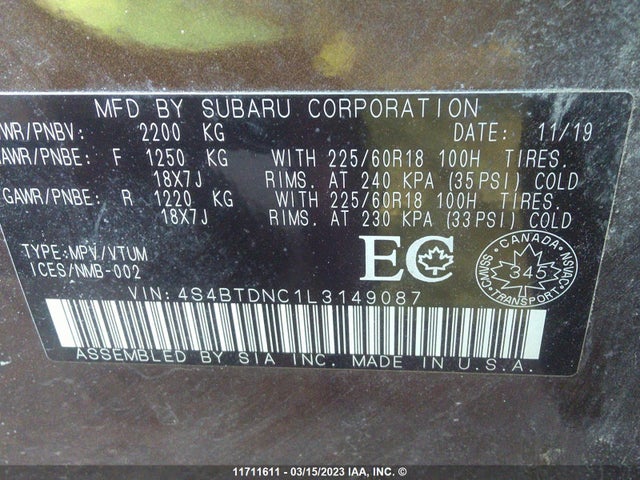 MFD BY SUBARU CORPORATION
WR/PNBV: 2200 KG DATE: 11/19
AWR/PNBE: F 1250 KG WITH 225/60R18 100H TIRES.
18X7J RIMS. AT 240 KPA (35PSI) COLD
GAWR/PNBE: R 1220 KG WITH 225/60R18 100H TIRES.
18X7J RIMS. AT 230 KPA (33PSI) COLD
TYPE:MPV/VTUM
ICES/NMB-002
EC
CANADA
345
TRANSPORT
VIN: 4S4BTDNC1L3149087
ASSEMBLED BY SIA INC. MADE IN U.S.A.
11711611 - 03/15/2023 IAA, INC. ©